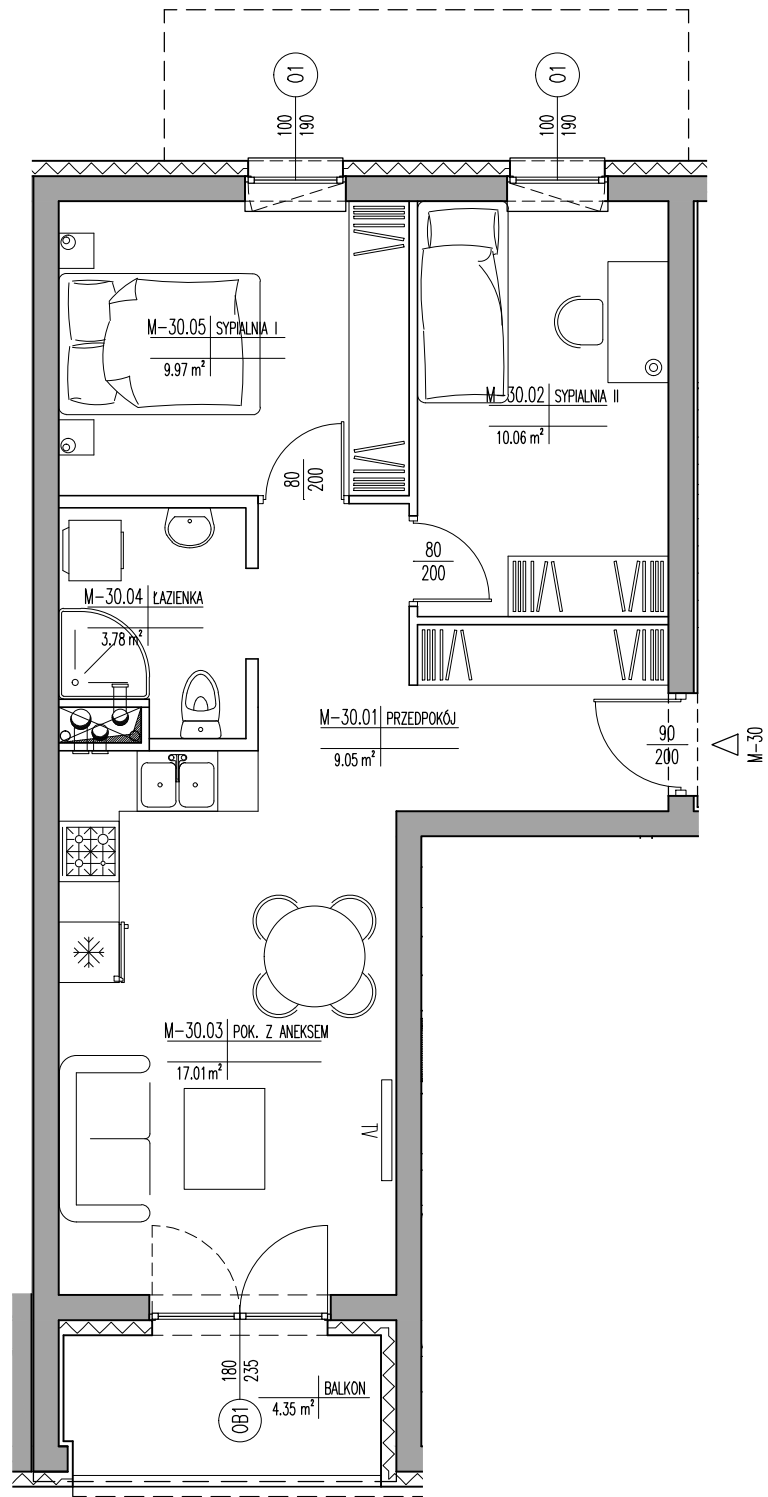 01
01
100
190
100
190
M-30.05 SYPIALNIA I
9.97 m²
M-30.02 SYPIALNIA II
10.06 m²
80
200
80
200
M-30.04 ŁAZIENKA
3.78 m²
M-30.01 PRZEDPOKÓJ
9.05 m²
90
200
M-30
M-30.03 POK. Z ANEKSEM
17.01 m²
TV
180
235
BALKON
4.35 m²
OB1